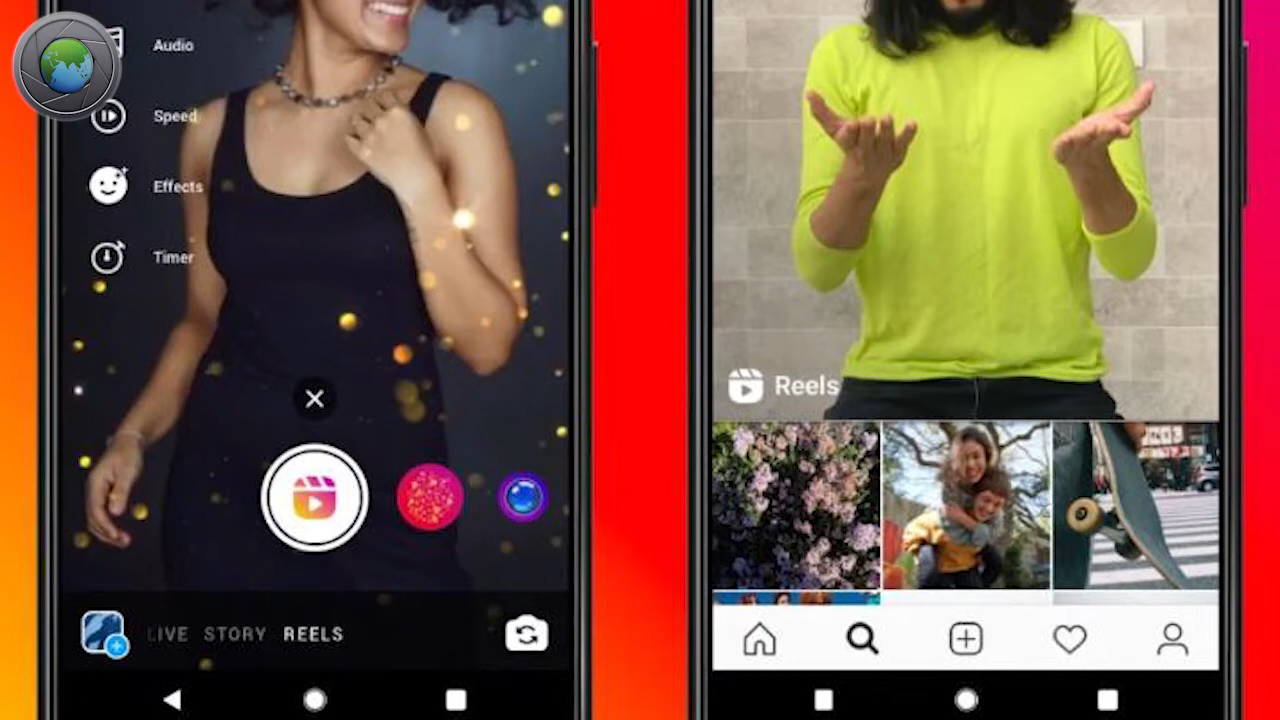 Audio
Speed
Effects
Timer
LIVE STORY REELS
Reels